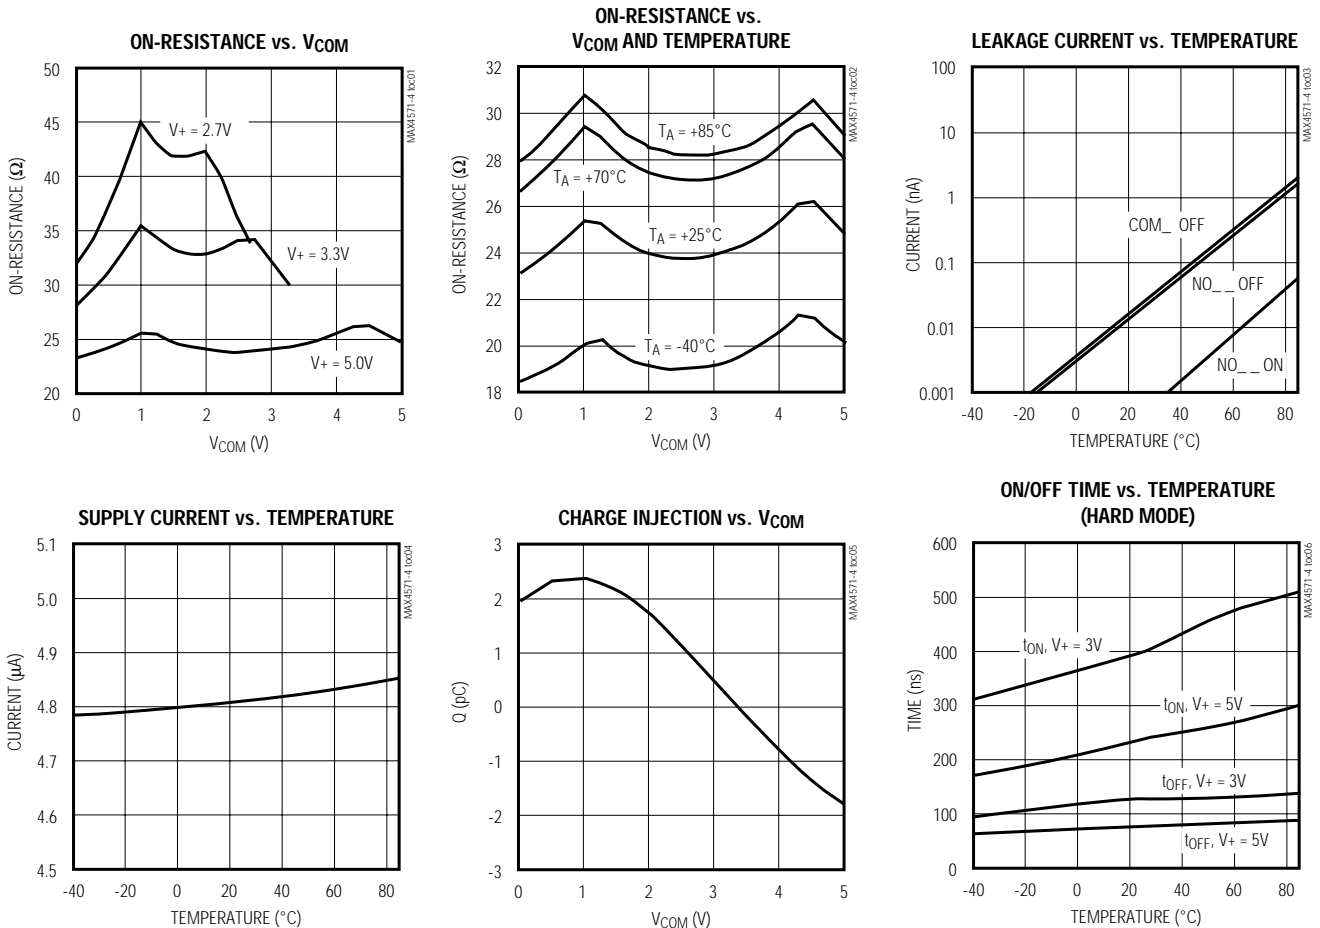 ON-RESISTANCE vs. VCOM
MAX4571-4 toc01
ON-RESISTANCE (Ω)
50
45
40
35
30
25
20
V+ = 2.7V
V+ = 3.3V
V+ = 5.0V
0 1 2 3 4 5
VCOM (V)
ON-RESISTANCE vs.
VCOM AND TEMPERATURE
MAX4571-4 toc02
ON-RESISTANCE (Ω)
32
30
28
26
24
22
20
18
TA = +85°C
TA = +70°C
TA = +25°C
TA = -40°C
0 1 2 3 4 5
VCOM (V)
LEAKAGE CURRENT vs. TEMPERATURE
MAX4571-4 toc03
CURRENT (nA)
100
10
1
0.1
0.01
0.001
COM_ OFF
NO_ _ OFF
NO_ _ ON
-40 -20 0 20 40 60 80
TEMPERATURE (°C)
SUPPLY CURRENT vs. TEMPERATURE
MAX4571-4 toc04
CURRENT (µA)
5.1
5.0
4.9
4.8
4.7
4.6
4.5
-40 -20 0 20 40 60 80
TEMPERATURE (°C)
CHARGE INJECTION vs. VCOM
MAX4571-4 toc05
Q (pC)
3
2
1
0
-1
-2
-3
0 1 2 3 4 5
VCOM (V)
ON/OFF TIME vs. TEMPERATURE
(HARD MODE)
MAX4571-4 toc06
TIME (ns)
600
500
400
300
200
100
0
tON, V+ = 3V
tON, V+ = 5V
tOFF, V+ = 3V
tOFF, V+ = 5V
-40 -20 0 20 40 60 80
TEMPERATURE (°C)